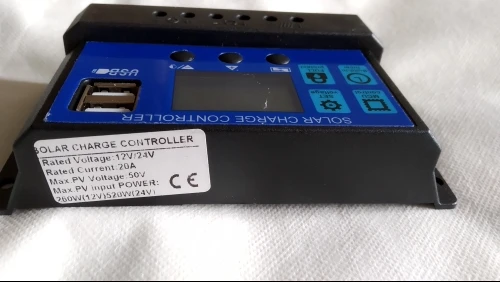 SOLAR CHARGE CONTROLLER
Rated Voltage:12V/24V
Rated Current:20A
Max PV Voltage:50V
Max PV Input POWER:
260W(12V)520W(24V)
CE
USB
SOLAR CHARGE CONTROLLER